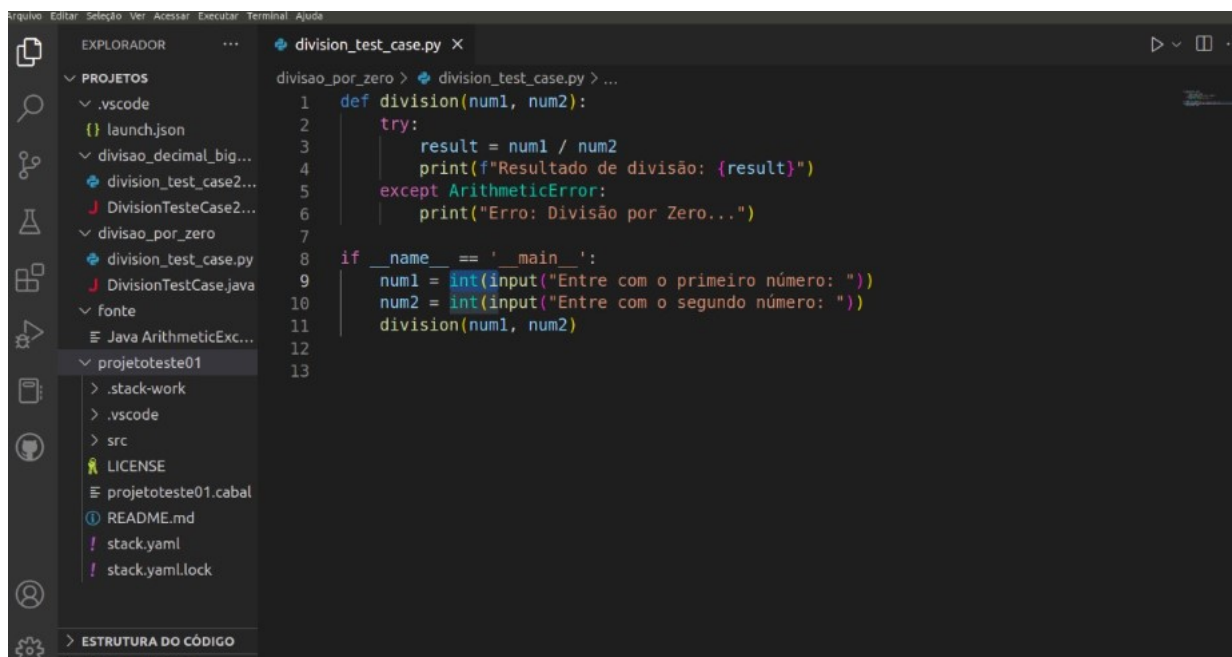 Arquivo Editar Seleção Ver Acessar Executar Terminal Ajuda
EXPLORADOR ...
PROJETOS
.vscode
{} launch.json
divisao_decimal_big...
division_test_case2...
J DivisionTesteCase2...
divisao_por_zero
division_test_case.py
J DivisionTestCase.java
fonte
Java ArithmeticExc...
projetoteste01
> .stack-work
> .vscode
> src
LICENSE
projetoteste01.cabal
README.md
! stack.yaml
! stack.yaml.lock
> ESTRUTURA DO CÓDIGO
division_test_case.py ×
divisao_por_zero > division_test_case.py > ...
1 def division(num1, num2):
2 try:
3 result = num1 / num2
4 print(f"Resultado de divisão: {result}")
5 except ArithmeticError:
6 print("Erro: Divisão por Zero...")
7
8 if __name__ == '__main__':
9 num1 = int(input("Entre com o primeiro número: "))
10 num2 = int(input("Entre com o segundo número: "))
11 division(num1, num2)
12
13